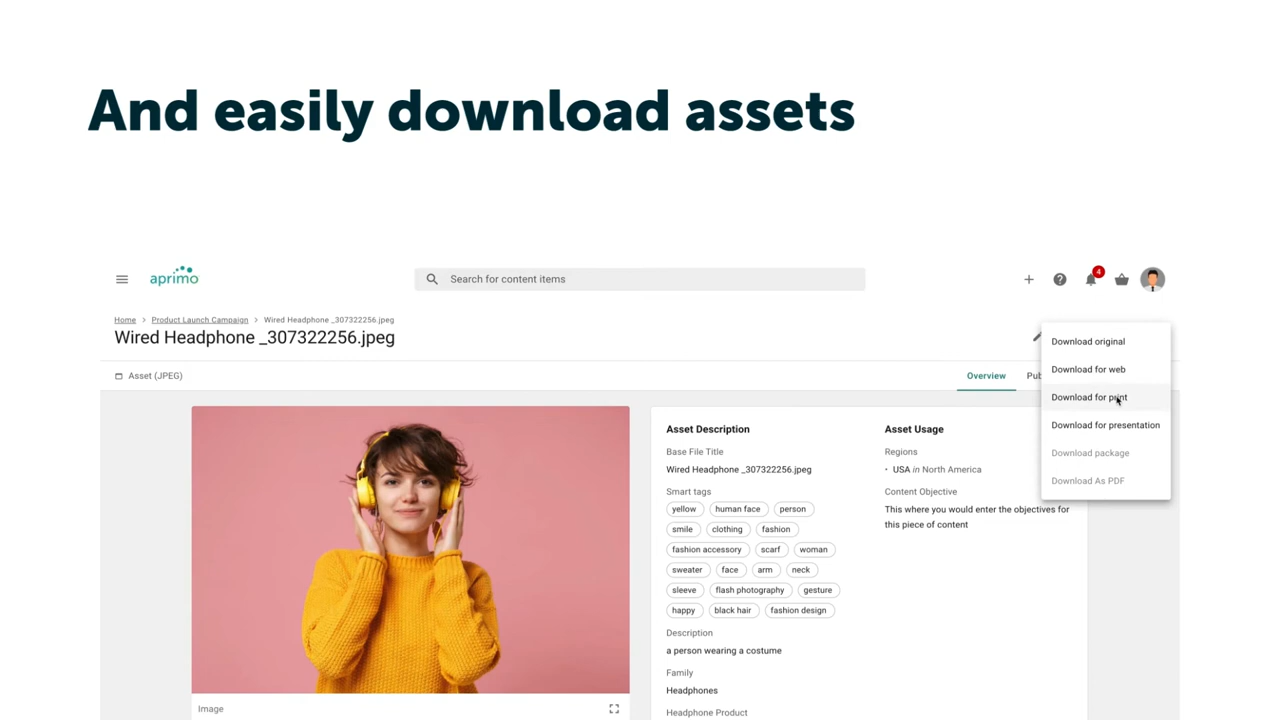 And easily download assets
aprimo
Search for content items
4
Home > Product Launch Campaign > Wired Headphone _307322256.jpeg
Wired Headphone _307322256.jpeg
Asset (JPEG)
Overview
Download original
Download for web
Download for print
Download for presentation
Download package
Download As PDF
Asset Description
Base File Title
Wired Headphone _307322256.jpeg
Smart tags
yellow human face person
smile clothing fashion
fashion accessory scarf woman
sweater face arm neck
sleeve flash photography gesture
happy black hair fashion design
Description
a person wearing a costume
Family
Headphones
Headphone Product
Asset Usage
Regions
• USA in North America
Content Objective
This where you would enter the objectives for
this piece of content
Image